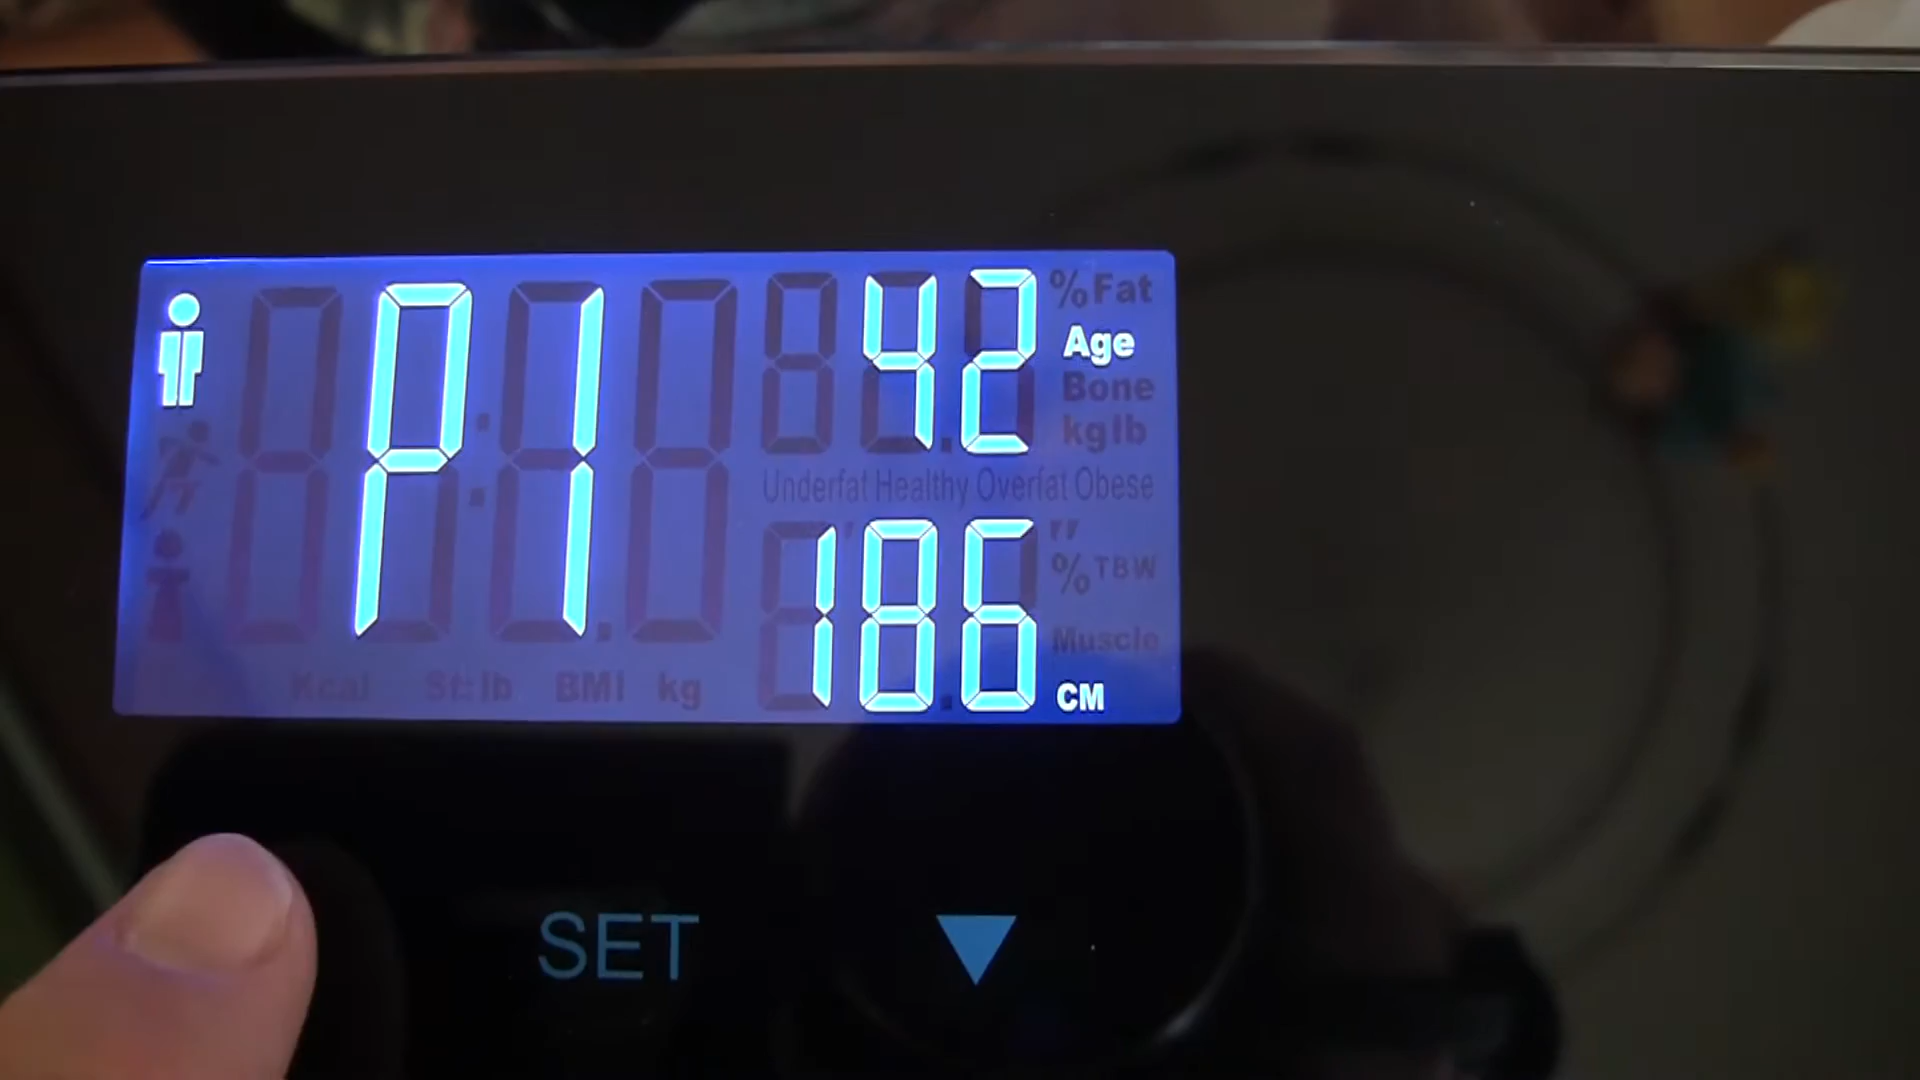 P1 42 %Fat
Age
Bone
kg lb
Underfat Healthy Overfat Obese
186 "
%TBW
Muscle
CM
Kcal St:lb BMI kg
SET